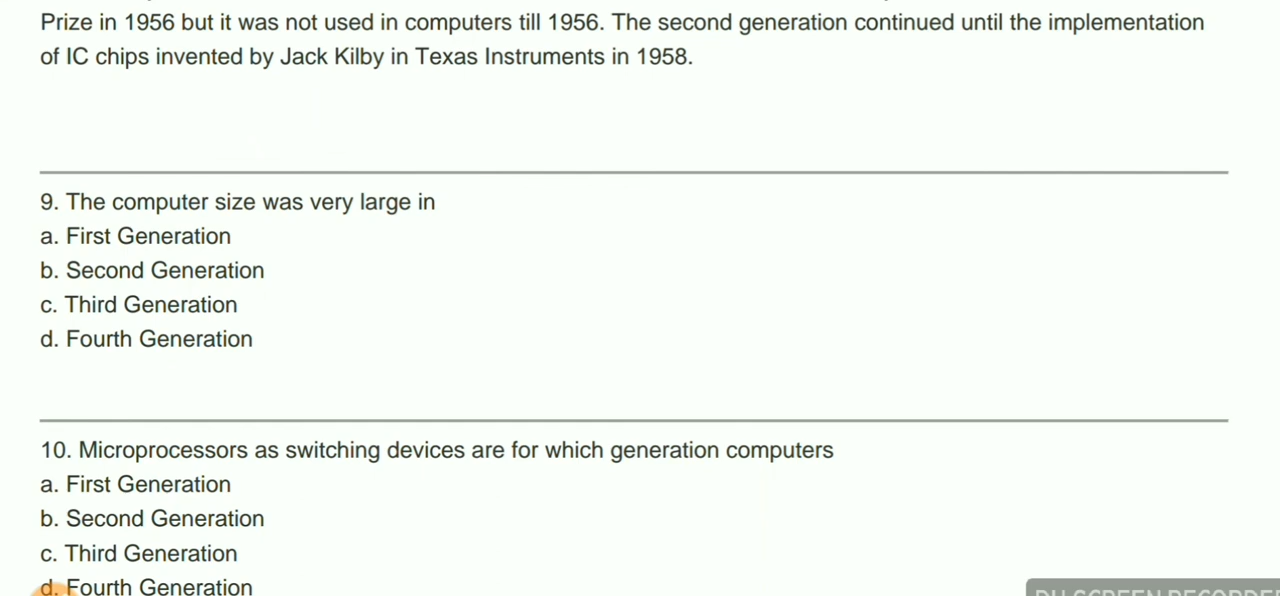 Prize in 1956 but it was not used in computers till 1956. The second generation continued until the implementation
of IC chips invented by Jack Kilby in Texas Instruments in 1958.
9. The computer size was very large in
a. First Generation
b. Second Generation
c. Third Generation
d. Fourth Generation
10. Microprocessors as switching devices are for which generation computers
a. First Generation
b. Second Generation
c. Third Generation
d. Fourth Generation
DU SCREEN RECORDER